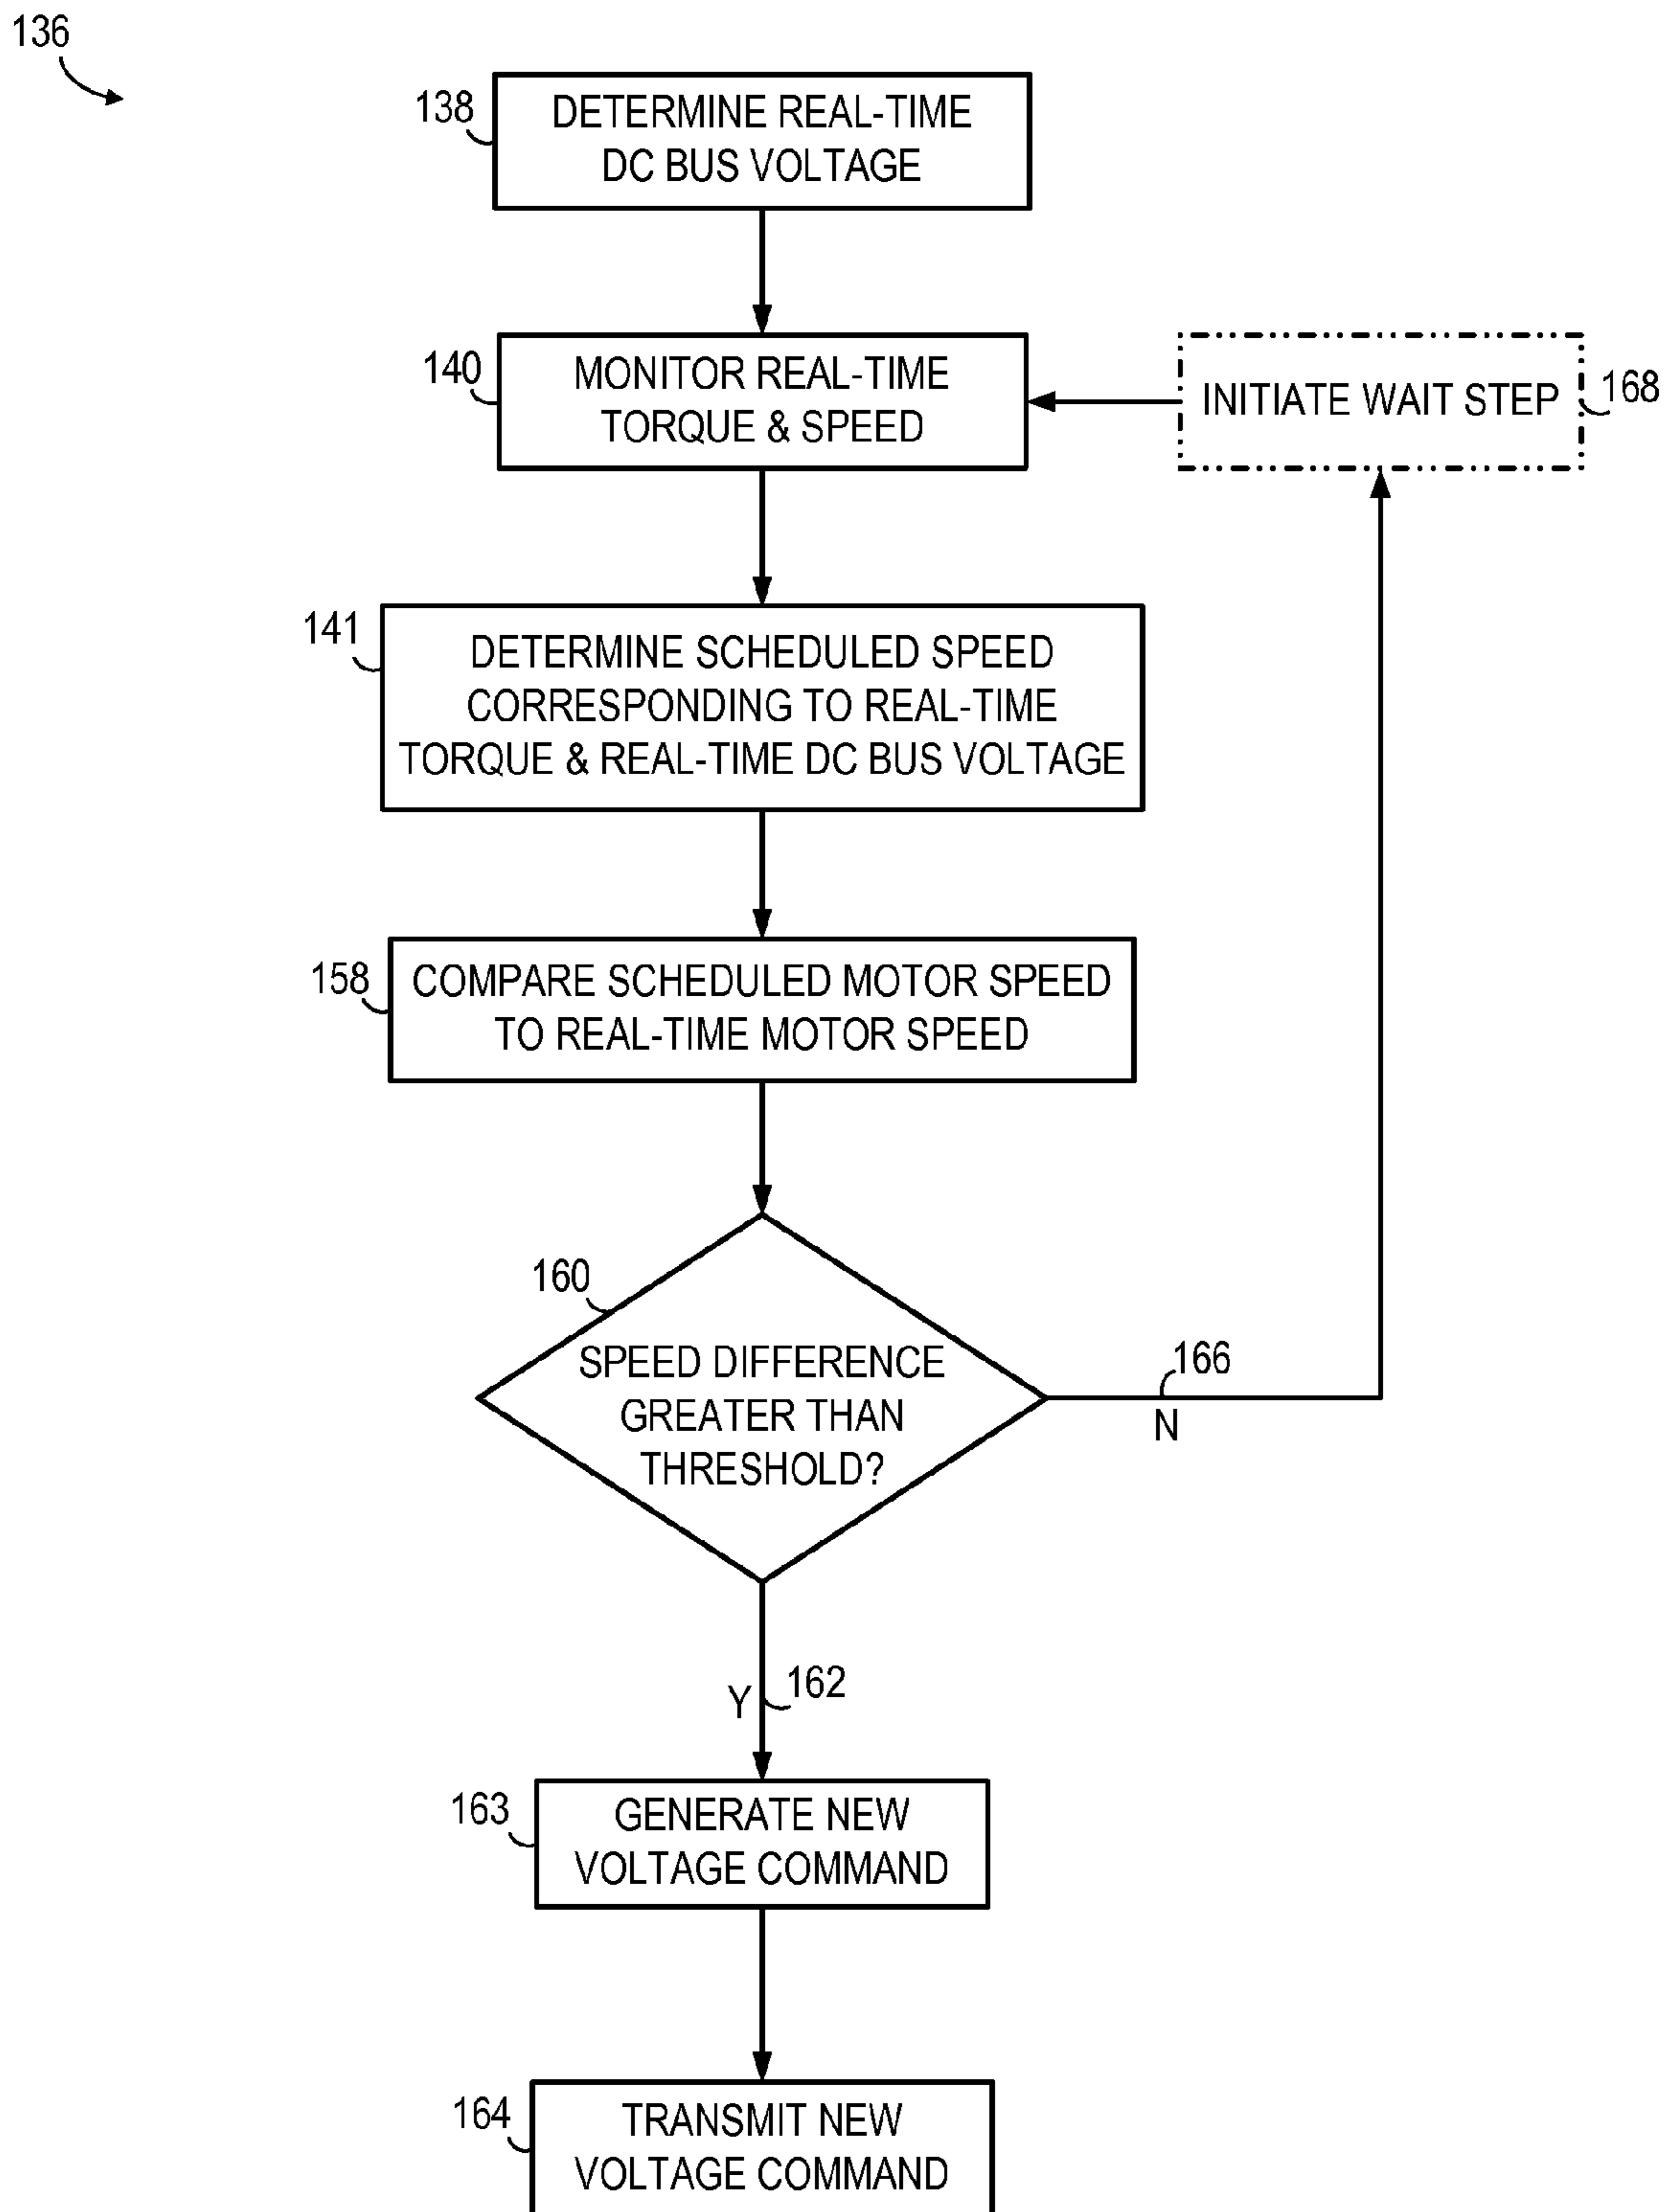 136
138
DETERMINE REAL-TIME
DC BUS VOLTAGE
140
MONITOR REAL-TIME
TORQUE & SPEED
INITIATE WAIT STEP
168
141
DETERMINE SCHEDULED SPEED
CORRESPONDING TO REAL-TIME
TORQUE & REAL-TIME DC BUS VOLTAGE
158
COMPARE SCHEDULED MOTOR SPEED
TO REAL-TIME MOTOR SPEED
160
SPEED DIFFERENCE
GREATER THAN
THRESHOLD?
166
N
162
Y
163
GENERATE NEW
VOLTAGE COMMAND
164
TRANSMIT NEW
VOLTAGE COMMAND